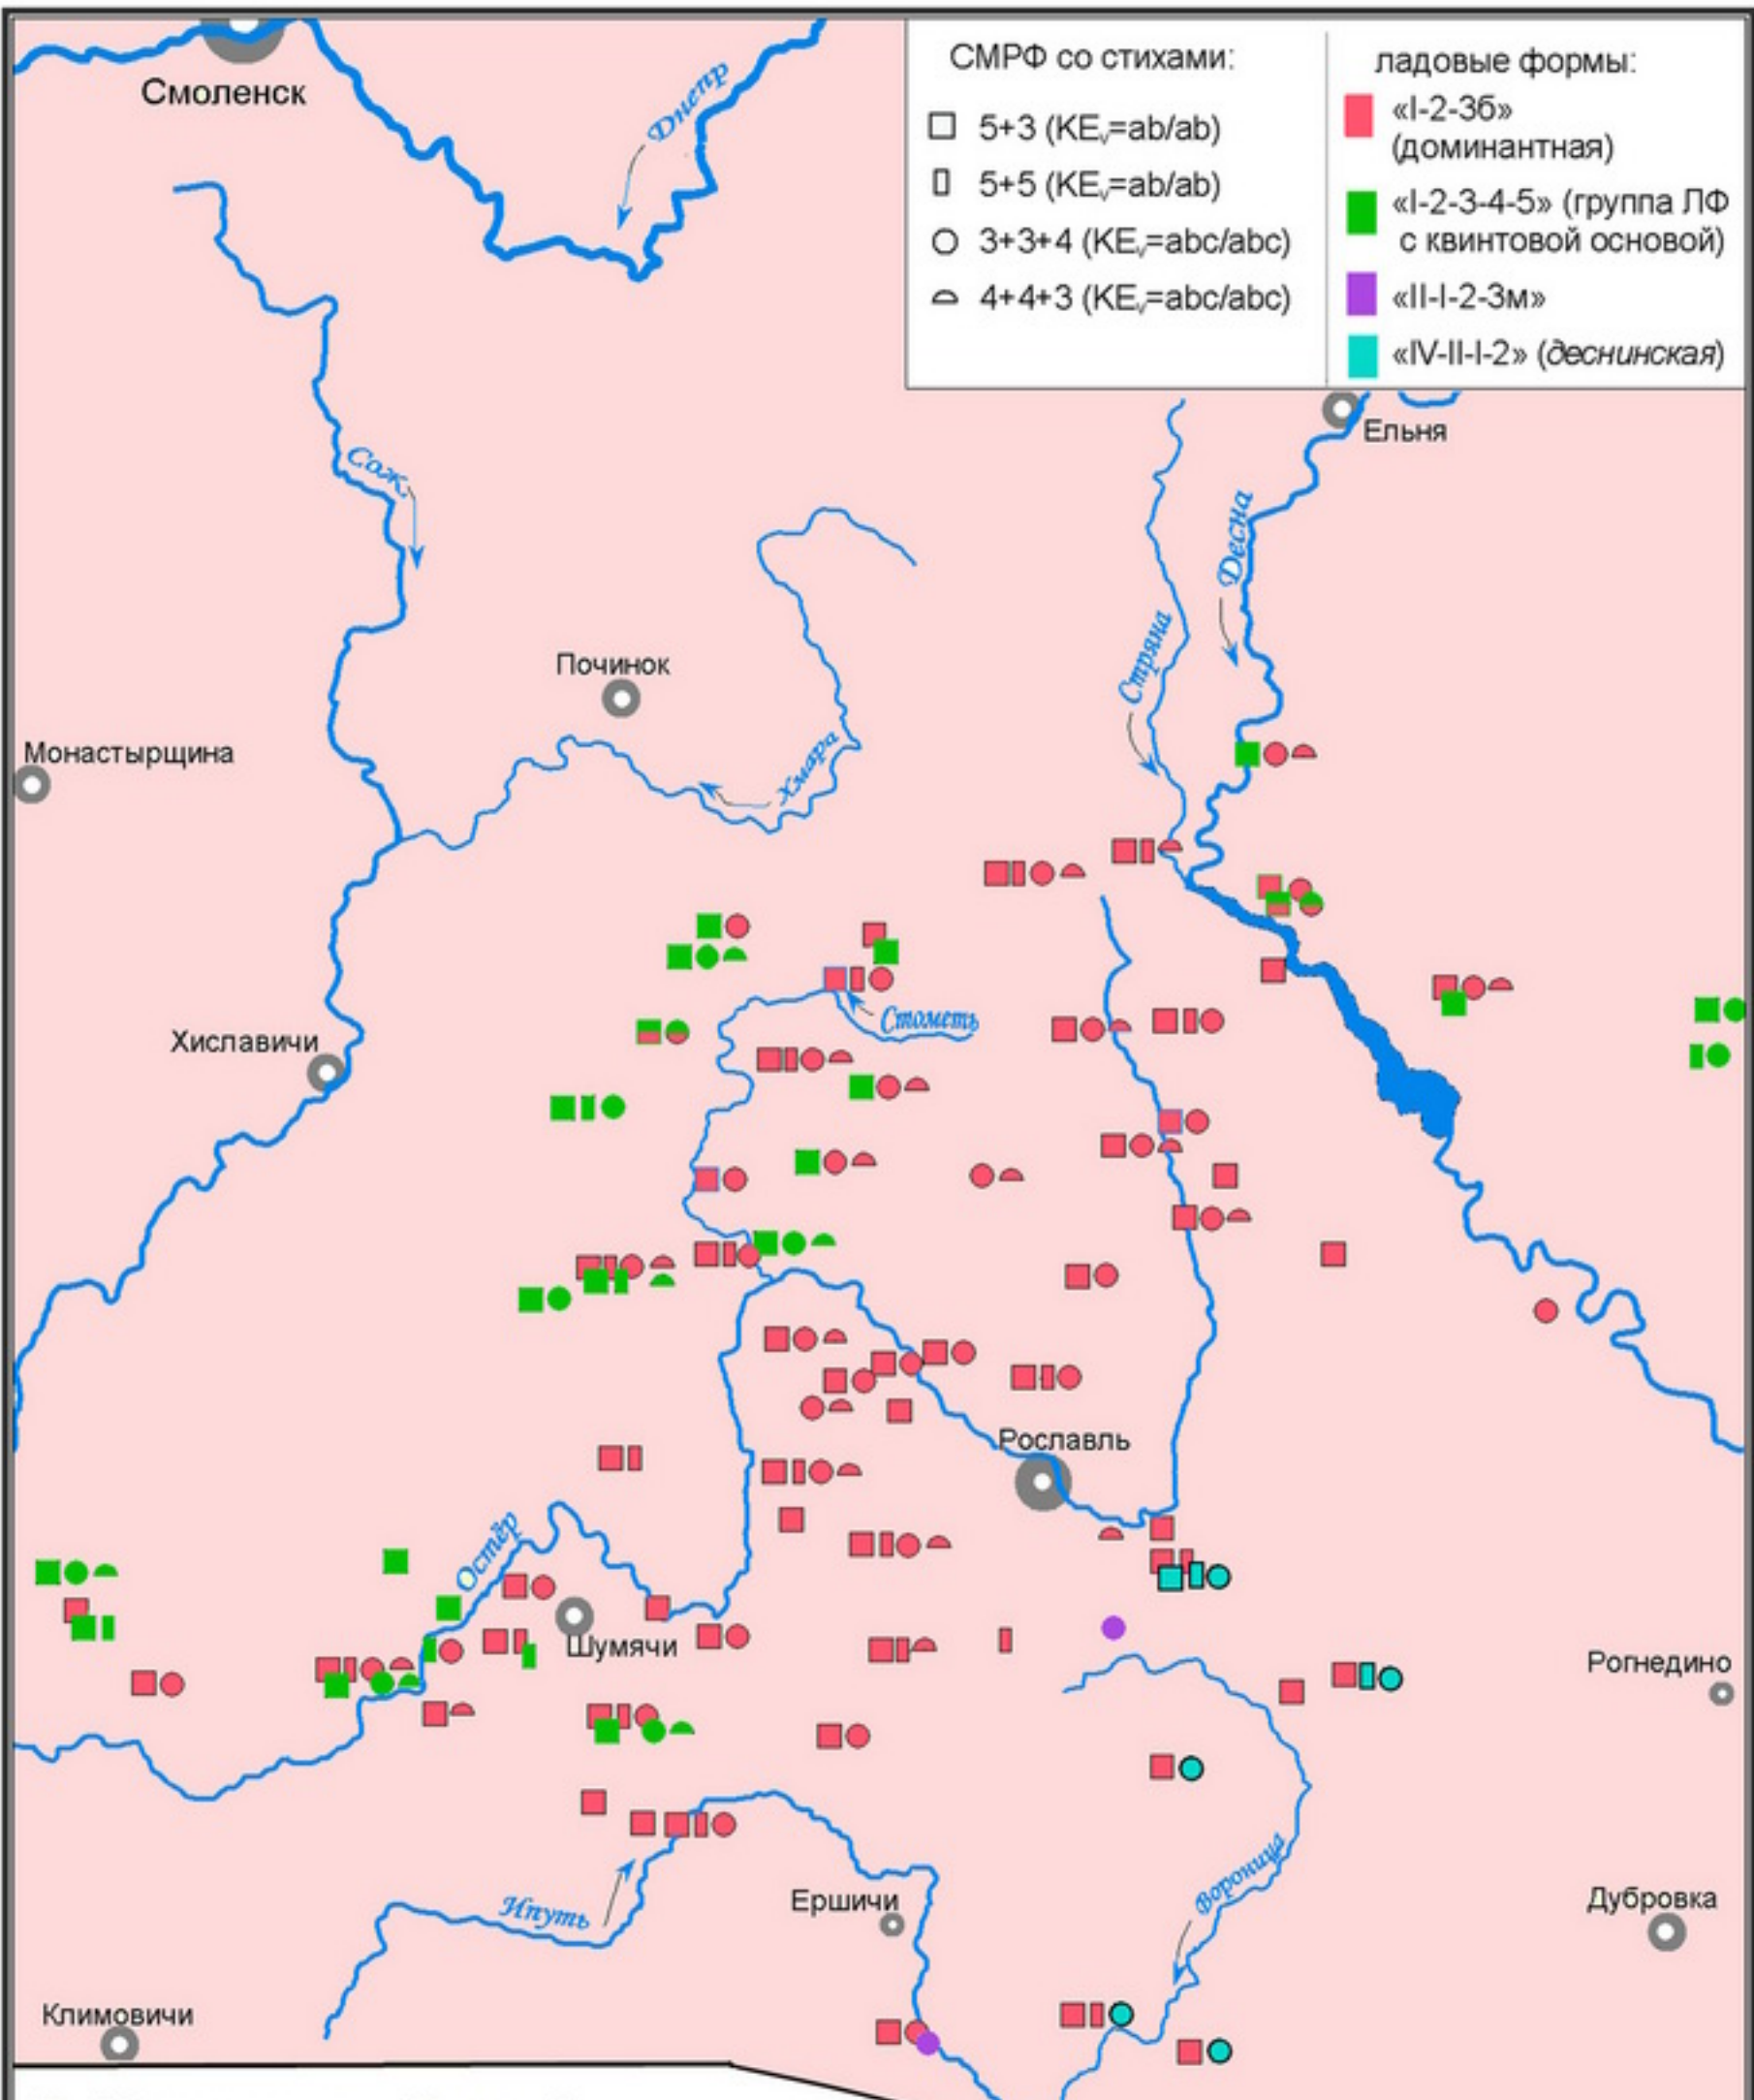 Смоленск
Днепр
СМРФ со стихами:
5+3 (KEv=ab/ab)
5+5 (KEv=ab/ab)
3+3+4 (KEv=abc/abc)
4+4+3 (KEv=abc/abc)
ладовые формы:
«I-2-3б»
(доминантная)
«I-2-3-4-5» (группа ЛФ
с квинтовой основой)
«II-I-2-3м»
«IV-II-I-2» (деснинская)
Ельня
Сож
Десна
Стряна
Починок
Монастырщина
Хмара
Стометь
Хиславичи
Рославль
Остёр
Шумячи
Рогнедино
Вороница
Ипуть
Ершичи
Дубровка
Климовичи